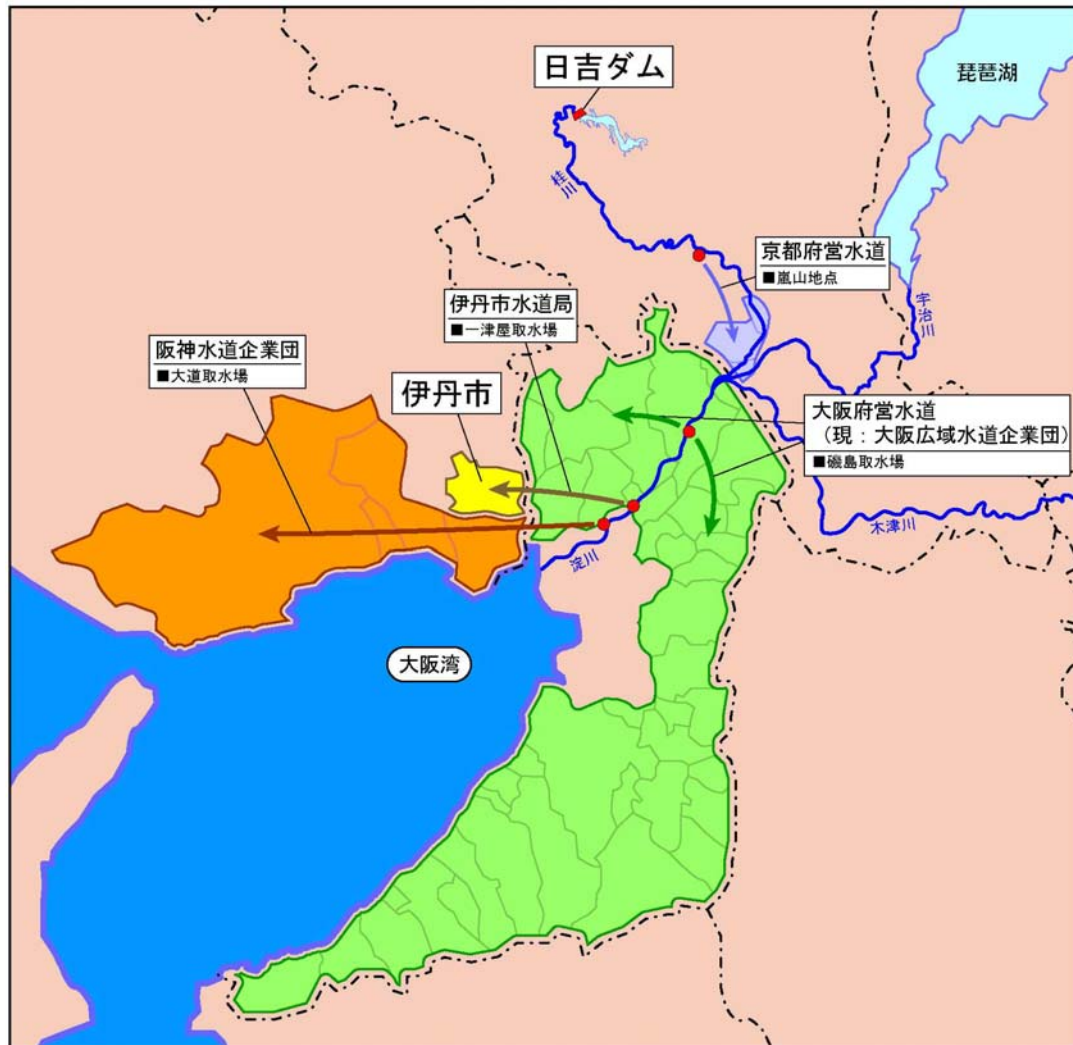 日吉ダム
琵琶湖
桂川
京都府営水道
■嵐山地点
宇治川
伊丹市水道局
■一津屋取水場
阪神水道企業団
■大道取水場
伊丹市
大阪府営水道
（現：大阪広域水道企業団）
■磯島取水場
木津川
淀川
大阪湾